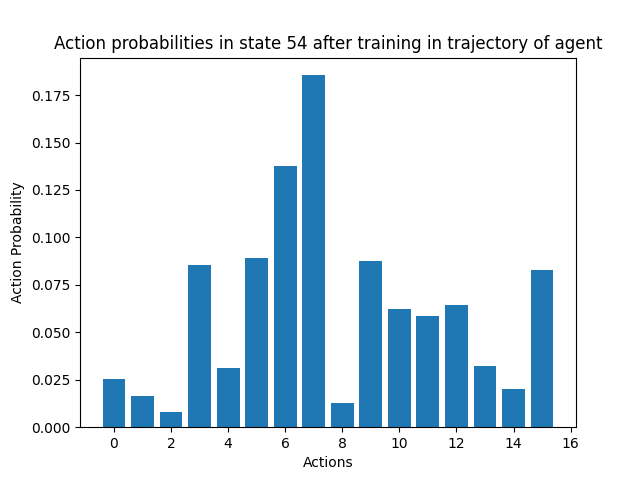 Action probabilities in state 54 after training in trajectory of agent
Action Probability
0.175
0.150
0.125
0.100
0.075
0.050
0.025
0.000
0 2 4 6 8 10 12 14 16
Actions